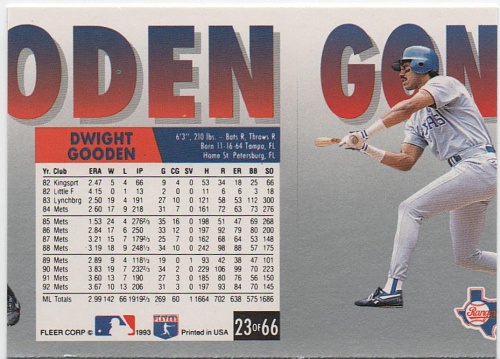 ODEN GON
DWIGHT
GOODEN
6'3", 210 lbs. - Bats R, Throws R
Born 11-16-64 Tampa, FL
Home St. Petersburg, FL
Yr. Club ERA W L IP G CG SV H R ER BB SO
82 Kingsprt 2.47 5 4 66 9 4 0 53 34 18 25 66
82 Little F 4.15 0 1 13 2 0 0 11 6 6 3 18
83 Lynchbrg 2.50 19 4 191 27 10 0 121 58 53 112 300
84 Mets 2.60 17 9 218 31 7 0 161 72 63 73 276
85 Mets 1.53 24 4 276⅔ 35 16 0 198 51 47 69 268
86 Mets 2.84 17 6 250 33 12 0 197 92 79 80 200
87 Mets 3.21 15 7 179⅔ 25 7 0 162 68 64 53 148
88 Mets 3.19 18 9 248⅓ 34 10 0 242 98 88 57 175
89 Mets 2.89 9 4 118⅓ 19 0 1 93 42 38 47 101
90 Mets 3.83 19 7 232⅔ 34 2 0 229 106 99 70 223
91 Mets 3.60 13 7 190 27 3 0 185 80 76 56 150
92 Mets 3.67 10 13 206 31 3 0 197 93 84 70 145
ML Totals 2.99 142 66 1919⅔ 269 60 1 1664 702 638 575 1686
Rangers
FLEER CORP © 1993 PLAYERS Printed in USA 23 OF 66